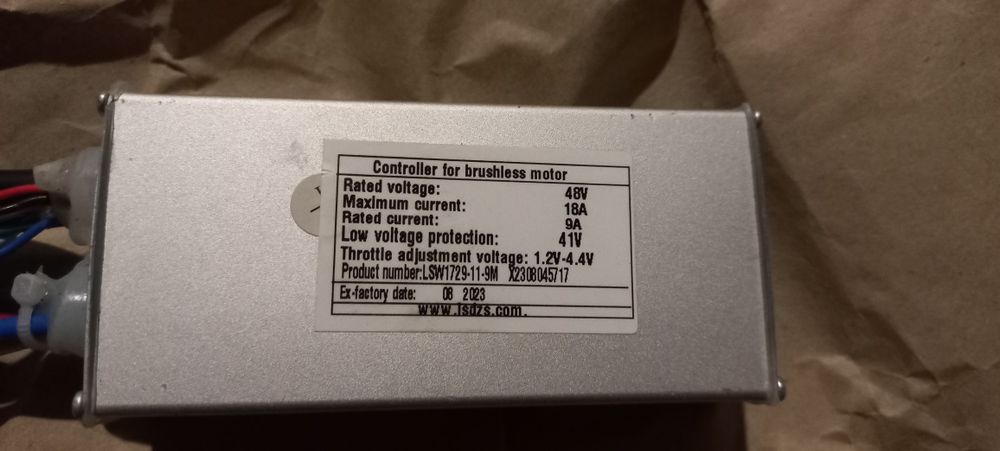 Controller for brushless motor
Rated voltage: 48V
Maximum current: 18A
Rated current: 9A
Low voltage protection: 41V
Throttle adjustment voltage: 1.2V-4.4V
Product number:LSW1729-11-9M X2308045717
Ex-factory date: 08 2023
www.lsdzs.com.